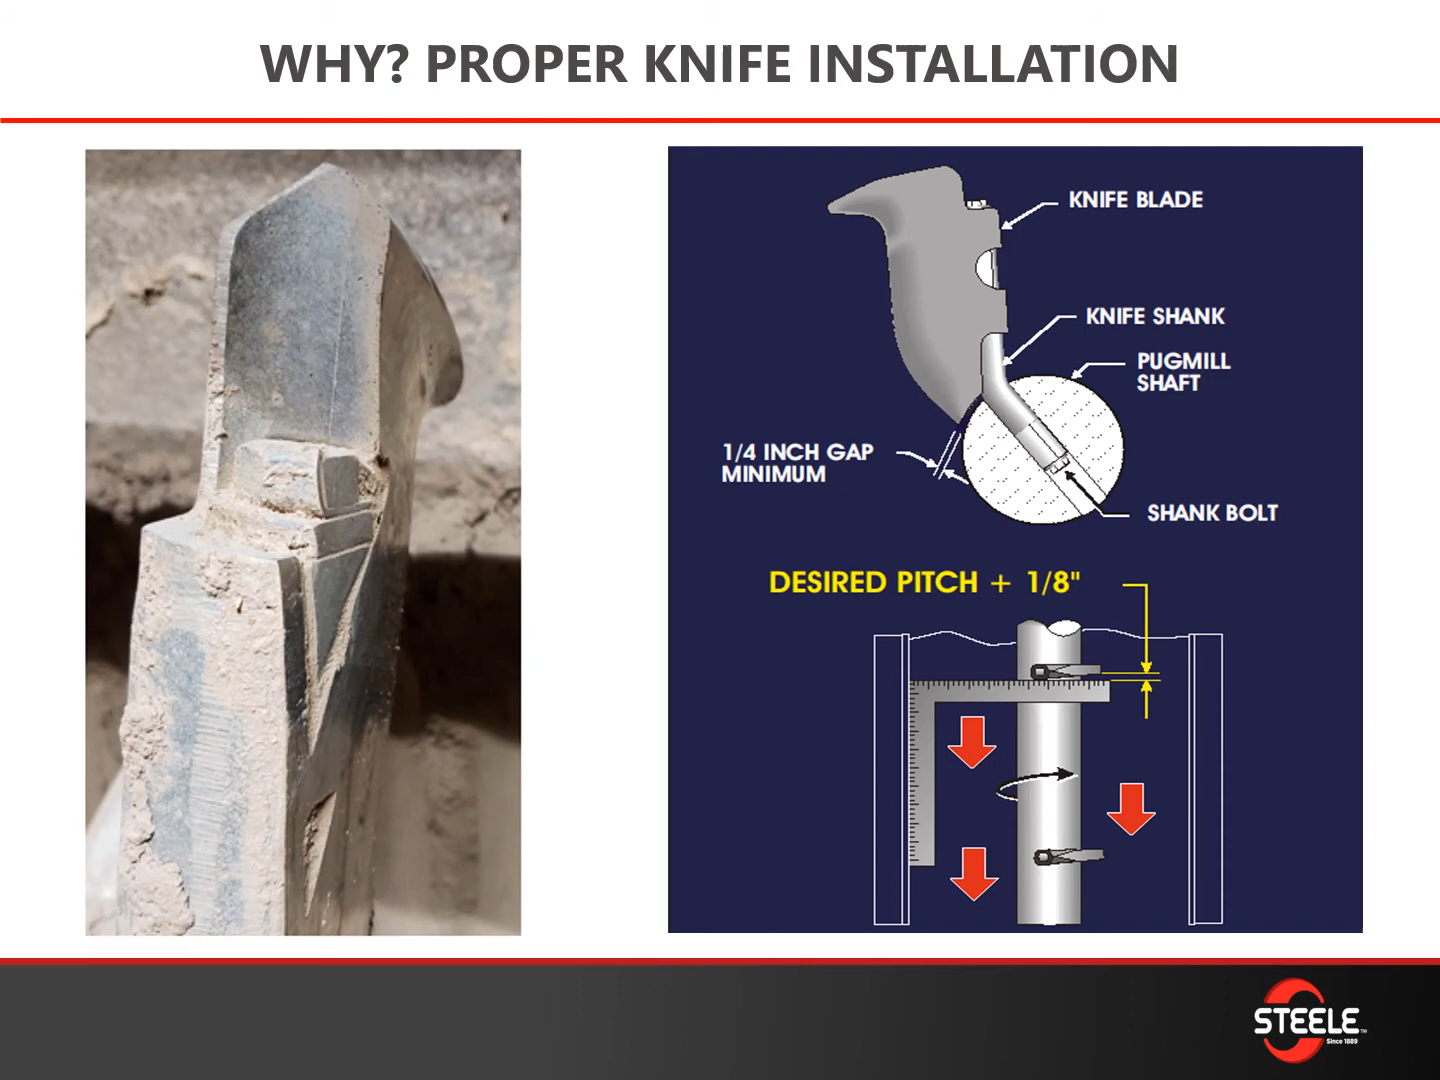 WHY? PROPER KNIFE INSTALLATION
KNIFE BLADE
KNIFE SHANK
PUGMILL
SHAFT
1/4 INCH GAP
MINIMUM
SHANK BOLT
DESIRED PITCH + 1/8"
STEELE™
Since 1889